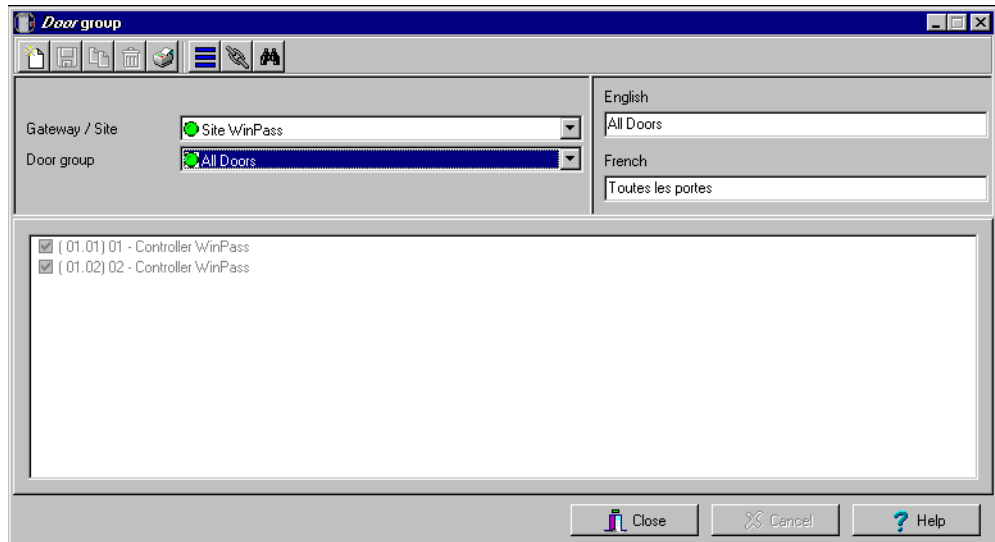 Door group
Gateway / Site
Site WinPass
Door group
All Doors
English
All Doors
French
Toutes les portes
( 01.01) 01 - Controller WinPass
( 01.02) 02 - Controller WinPass
Close
Cancel
? Help